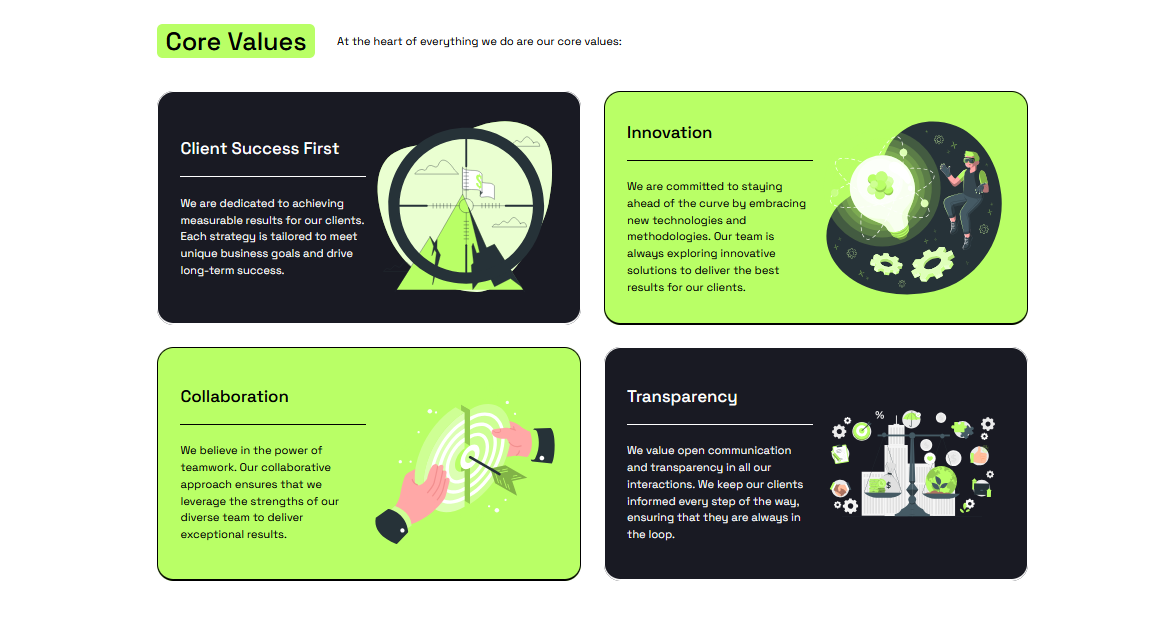 Core Values
At the heart of everything we do are our core values:
Client Success First
We are dedicated to achieving
measurable results for our clients.
Each strategy is tailored to meet
unique business goals and drive
long-term success.
Innovation
We are committed to staying
ahead of the curve by embracing
new technologies and
methodologies. Our team is
always exploring innovative
solutions to deliver the best
results for our clients.
Collaboration
We believe in the power of
teamwork. Our collaborative
approach ensures that we
leverage the strengths of our
diverse team to deliver
exceptional results.
Transparency
We value open communication
and transparency in all our
interactions. We keep our clients
informed every step of the way,
ensuring that they are always in
the loop.
%
$